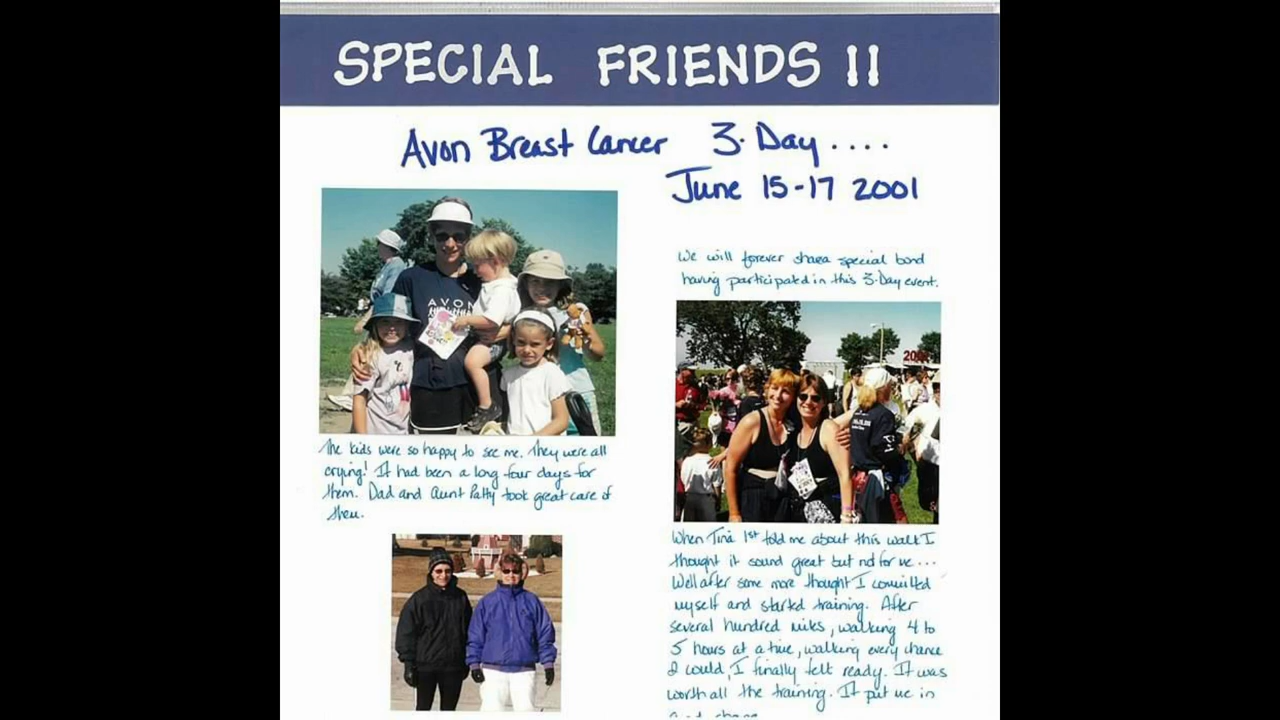 SPECIAL FRIENDS II
Avon Breast Cancer 3-Day....
June 15-17 2001
We will forever share a special bond
having participated in this 3-Day event.
AVON
The kids were so happy to see me. They were all
crying! It had been a long four days for
them. Dad and Aunt Patty took great care of
them.
When Tina 1st told me about this walk I
thought it sound great but not for me...
Well after some more thought I committed
myself and started training. After
several hundred miles, walking 4 to
5 hours at a time, walking every chance
I could, I finally felt ready. It was
worth all the training. It put me in